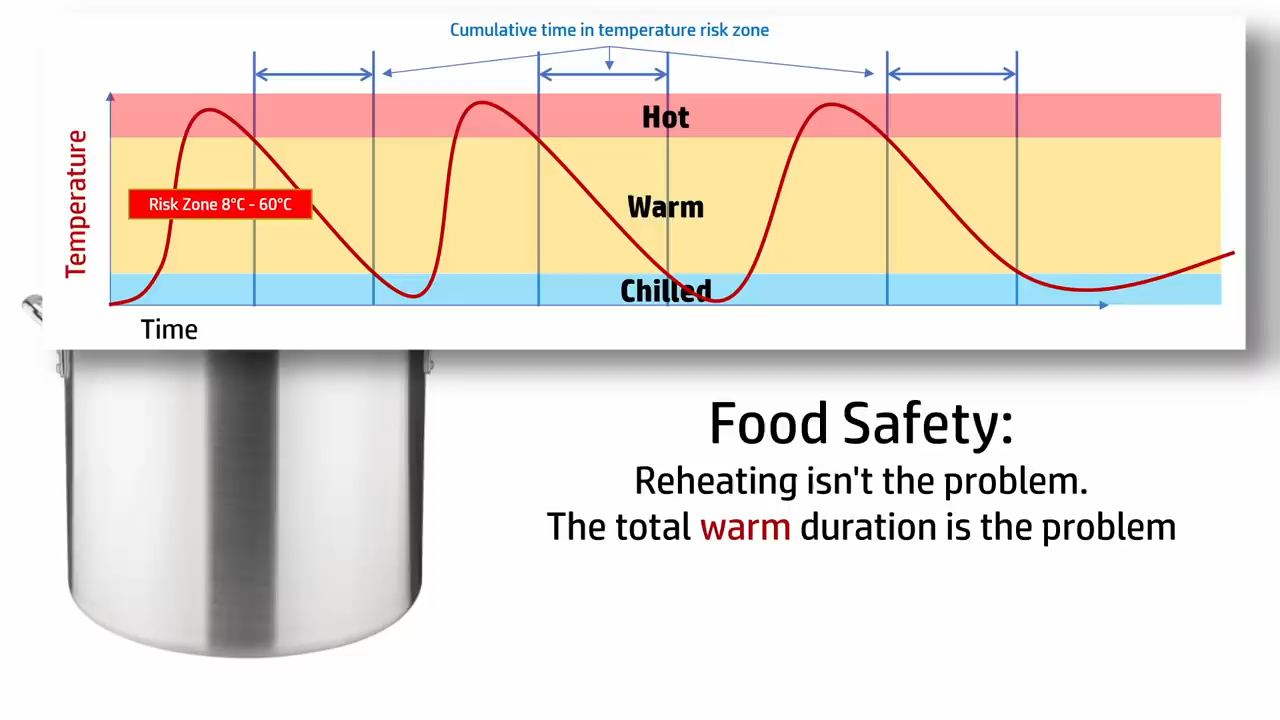 Cumulative time in temperature risk zone
Hot
Temperature
Risk Zone 8°C - 60°C
Warm
Chilled
Time
Food Safety:
Reheating isn't the problem.
The total warm duration is the problem